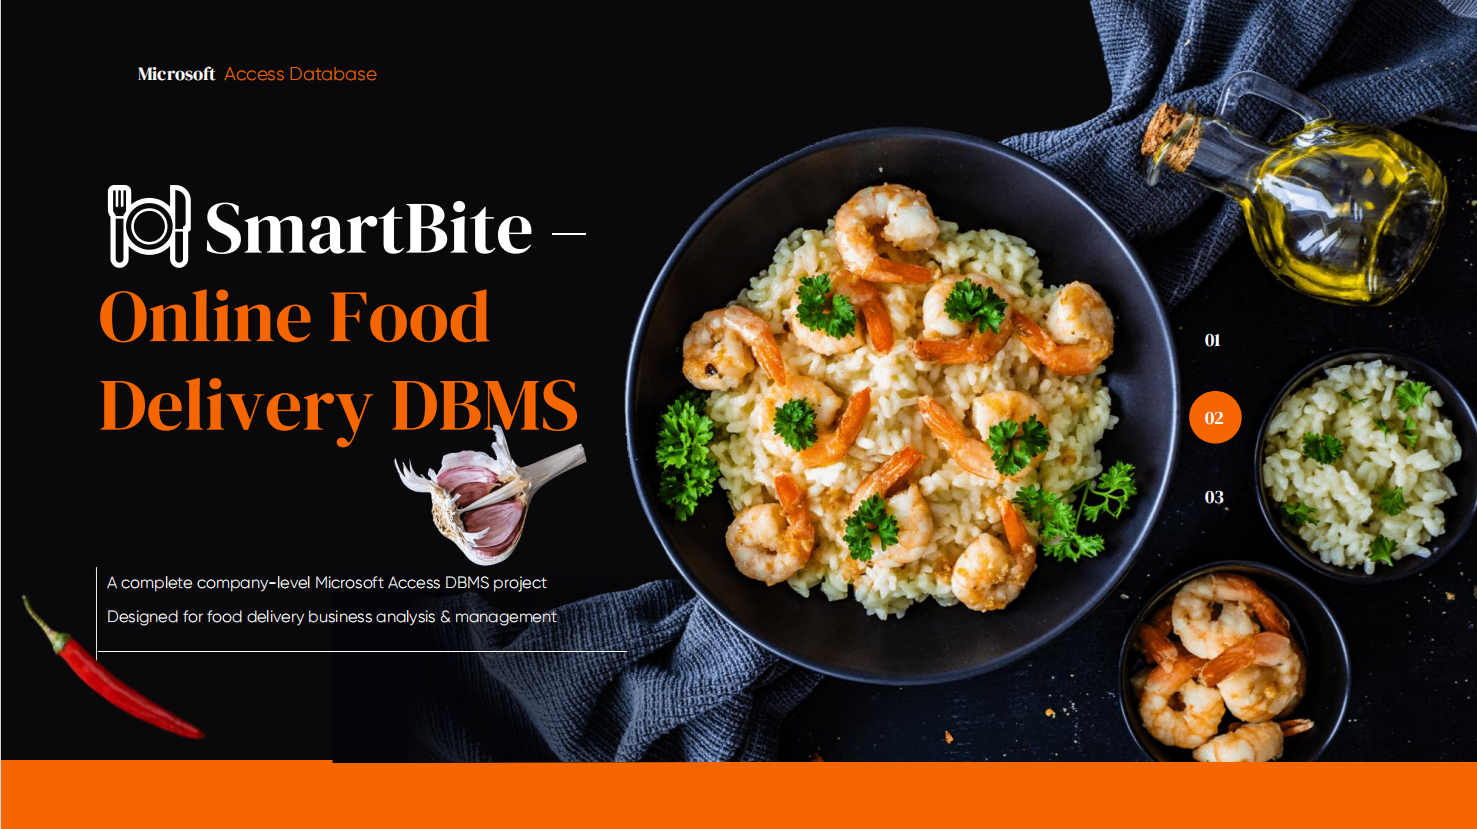 Microsoft Access Database
SmartBite —
Online Food
Delivery DBMS
01
02
03
A complete company-level Microsoft Access DBMS project
Designed for food delivery business analysis & management